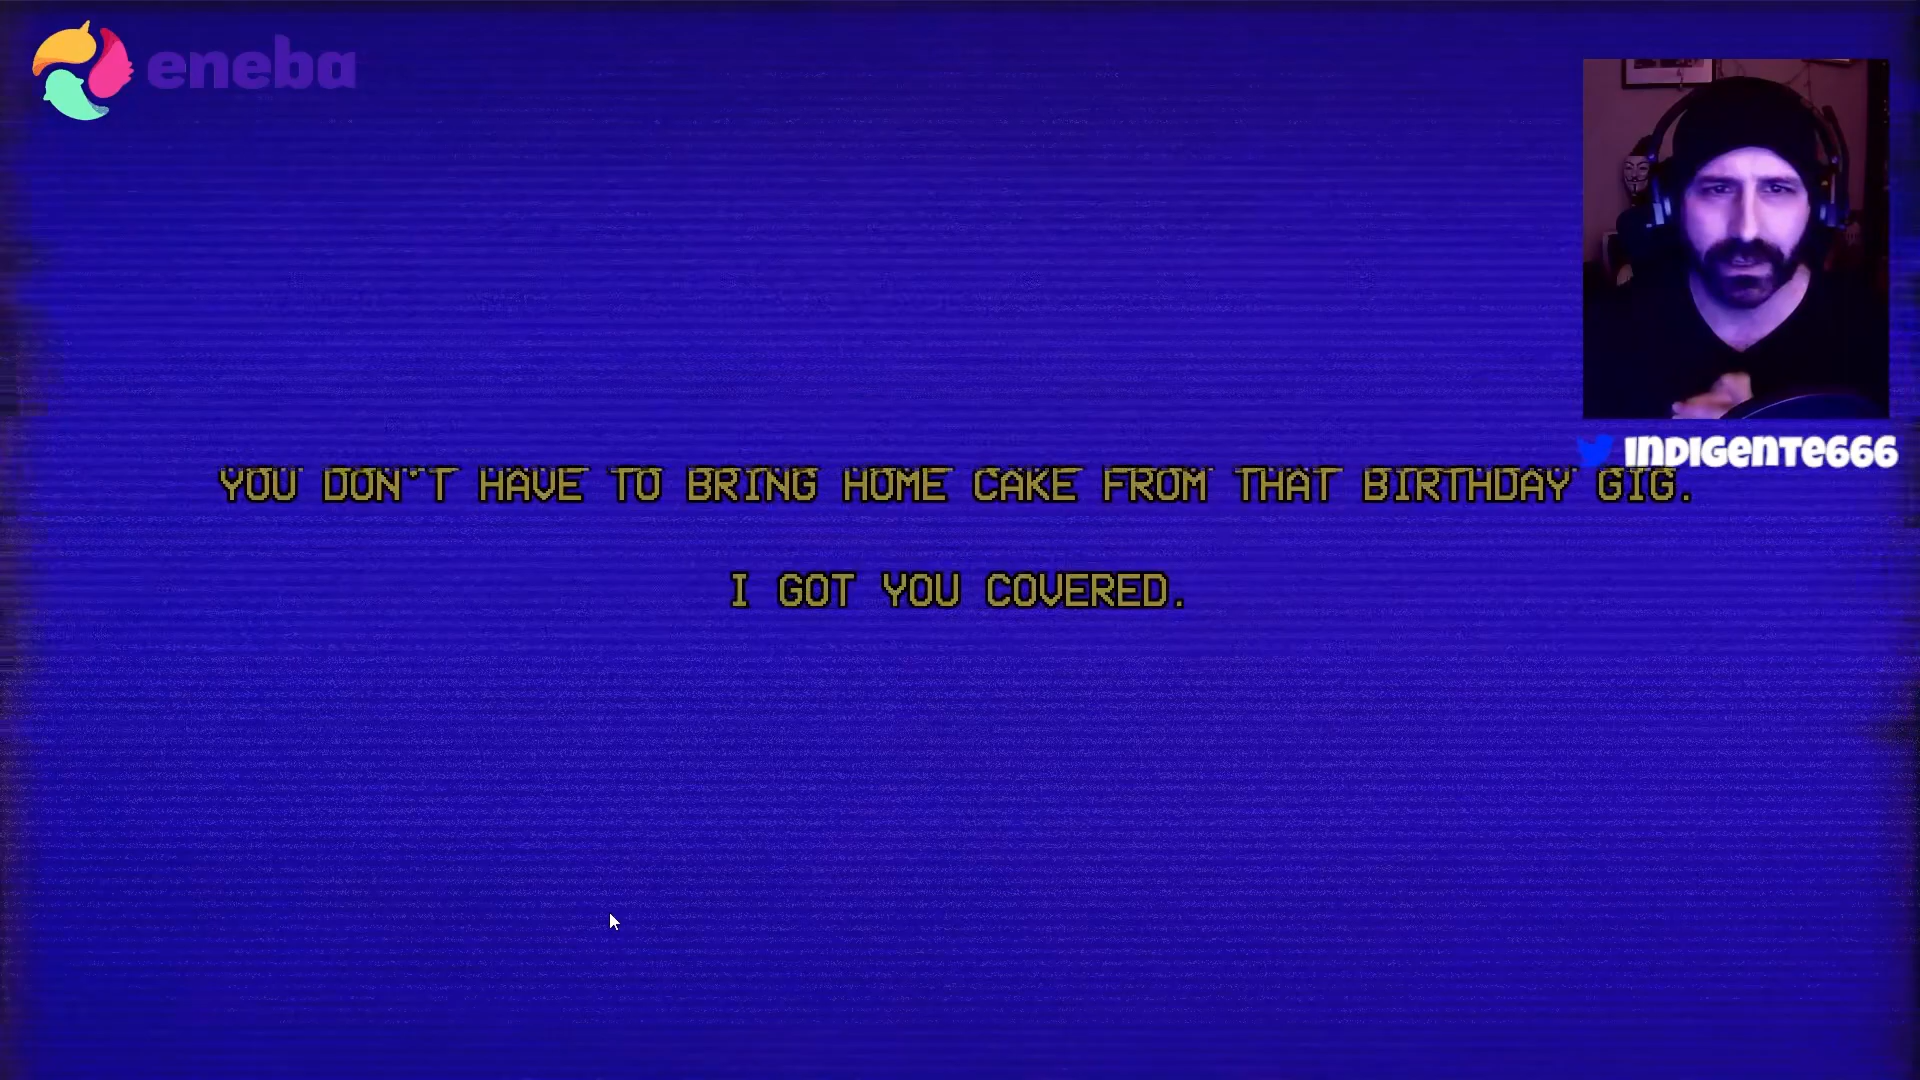 eneba
INDIGENTE666
YOU DON'T HAVE TO BRING HOME CAKE FROM THAT BIRTHDAY GIG.
I GOT YOU COVERED.